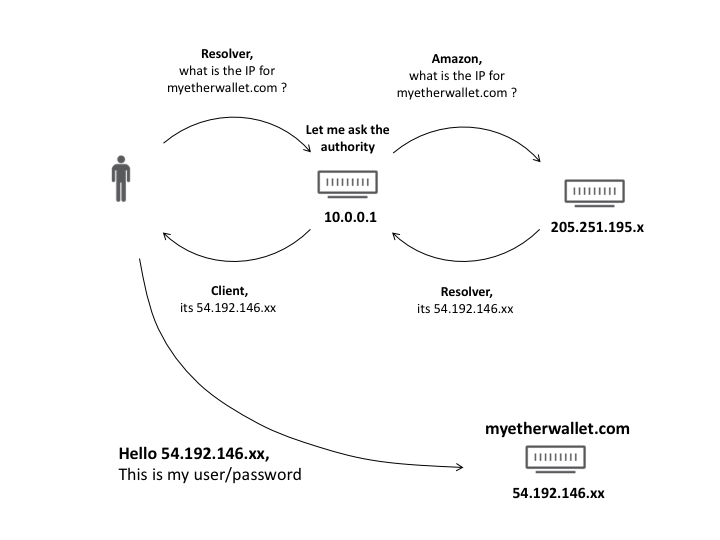 Resolver,
what is the IP for
myetherwallet.com ?
Amazon,
what is the IP for
myetherwallet.com ?
Let me ask the
authority
10.0.0.1
205.251.195.x
Client,
its 54.192.146.xx
Resolver,
its 54.192.146.xx
Hello 54.192.146.xx,
This is my user/password
myetherwallet.com
54.192.146.xx